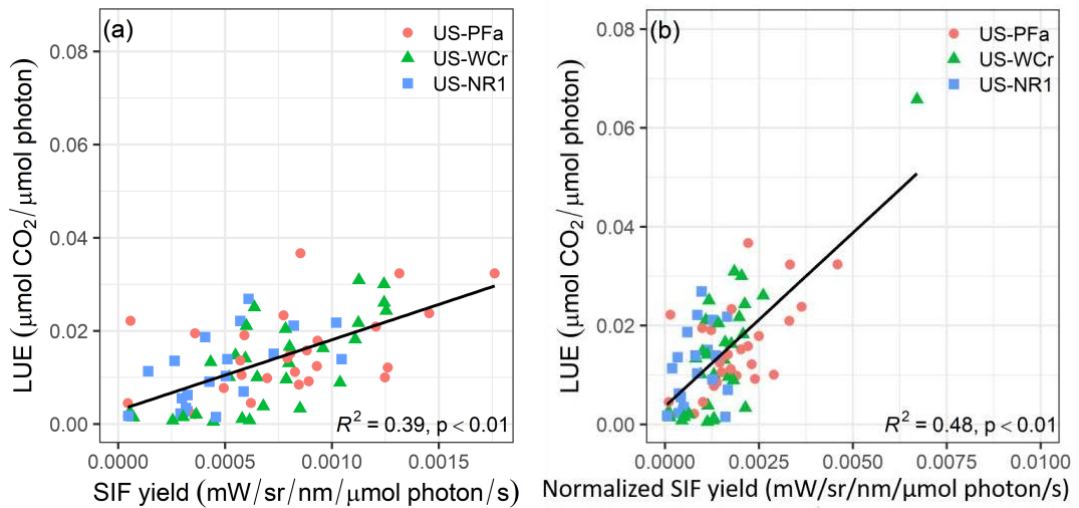 (a)
US-PFa
US-WCr
US-NR1
0.08
0.06
0.04
0.02
0.00
LUE (μmol CO₂/μmol photon)
R² = 0.39, p < 0.01
0.0000 0.0005 0.0010 0.0015
SIF yield (mW/sr/nm/μmol photon/s)
(b)
US-PFa
US-WCr
US-NR1
0.08
0.06
0.04
0.02
0.00
LUE (μmol CO₂/μmol photon)
R² = 0.48, p < 0.01
0.0000 0.0025 0.0050 0.0075 0.0100
Normalized SIF yield (mW/sr/nm/μmol photon/s)